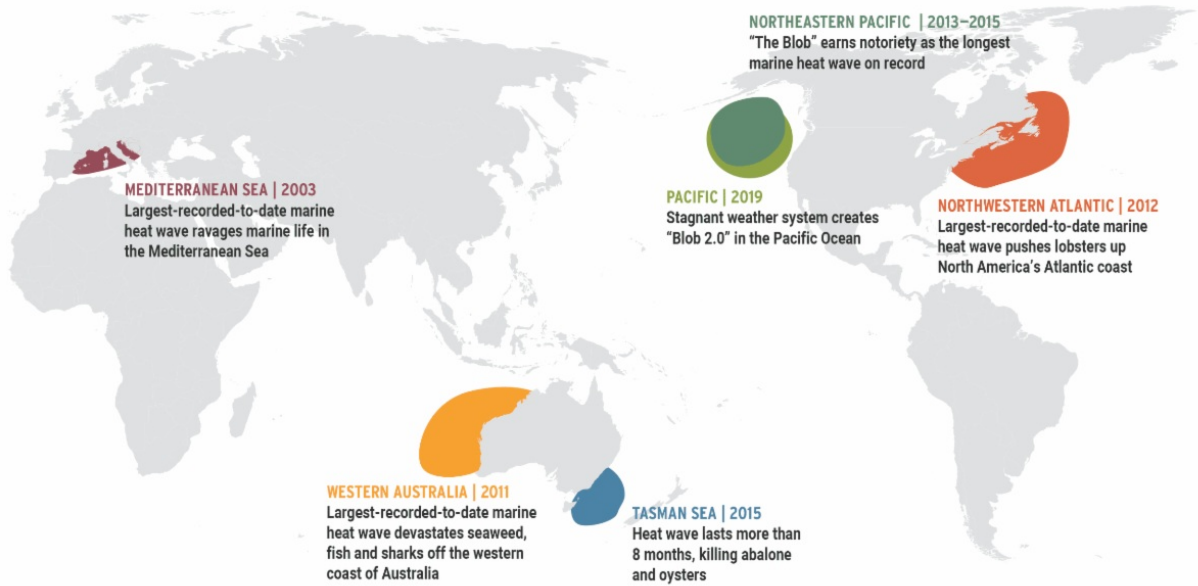 NORTHEASTERN PACIFIC | 2013–2015
“The Blob” earns notoriety as the longest
marine heat wave on record
MEDITERRANEAN SEA | 2003
Largest-recorded-to-date marine
heat wave ravages marine life in
the Mediterranean Sea
PACIFIC | 2019
Stagnant weather system creates
“Blob 2.0” in the Pacific Ocean
NORTHWESTERN ATLANTIC | 2012
Largest-recorded-to-date marine
heat wave pushes lobsters up
North America’s Atlantic coast
WESTERN AUSTRALIA | 2011
Largest-recorded-to-date marine
heat wave devastates seaweed,
fish and sharks off the western
coast of Australia
TASMAN SEA | 2015
Heat wave lasts more than
8 months, killing abalone
and oysters